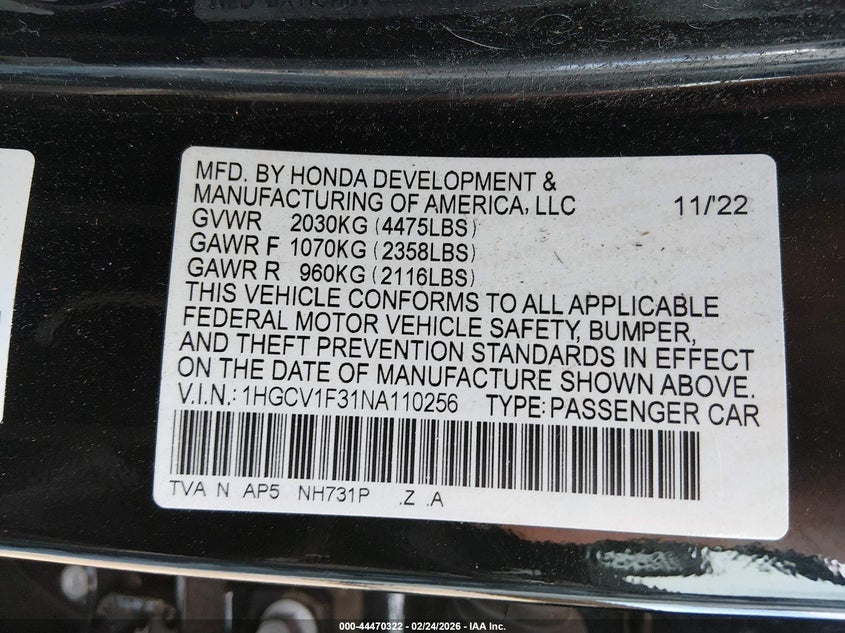 MFD. BY HONDA DEVELOPMENT &
MANUFACTURING OF AMERICA, LLC 11/'22
GVWR 2030KG (4475LBS)
GAWR F 1070KG (2358LBS)
GAWR R 960KG (2116LBS)
THIS VEHICLE CONFORMS TO ALL APPLICABLE
FEDERAL MOTOR VEHICLE SAFETY, BUMPER,
AND THEFT PREVENTION STANDARDS IN EFFECT
ON THE DATE OF MANUFACTURE SHOWN ABOVE.
V.I.N.: 1HGCV1F31NA110256 TYPE: PASSENGER CAR
TVA N AP5 NH731P .Z .A
000-44470322 - 02/24/2026 - IAA Inc.